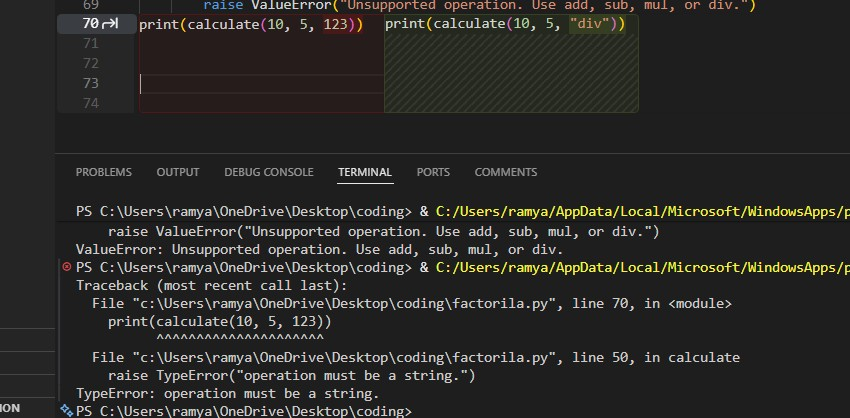 69 raise ValueError("Unsupported operation. Use add, sub, mul, or div.")
70 print(calculate(10, 5, 123)) print(calculate(10, 5, "div"))
71
72
73
74
PROBLEMS OUTPUT DEBUG CONSOLE TERMINAL PORTS COMMENTS
PS C:\Users\ramya\OneDrive\Desktop\coding> & C:/Users/ramya/AppData/Local/Microsoft/WindowsApps/p
raise ValueError("Unsupported operation. Use add, sub, mul, or div.")
ValueError: Unsupported operation. Use add, sub, mul, or div.
PS C:\Users\ramya\OneDrive\Desktop\coding> & C:/Users/ramya/AppData/Local/Microsoft/WindowsApps/p
Traceback (most recent call last):
File "c:\Users\ramya\OneDrive\Desktop\coding\factorila.py", line 70, in <module>
print(calculate(10, 5, 123))
^^^^^^^^^^^^^^^^^^^^^
File "c:\Users\ramya\OneDrive\Desktop\coding\factorila.py", line 50, in calculate
raise TypeError("operation must be a string.")
TypeError: operation must be a string.
ION
PS C:\Users\ramya\OneDrive\Desktop\coding>